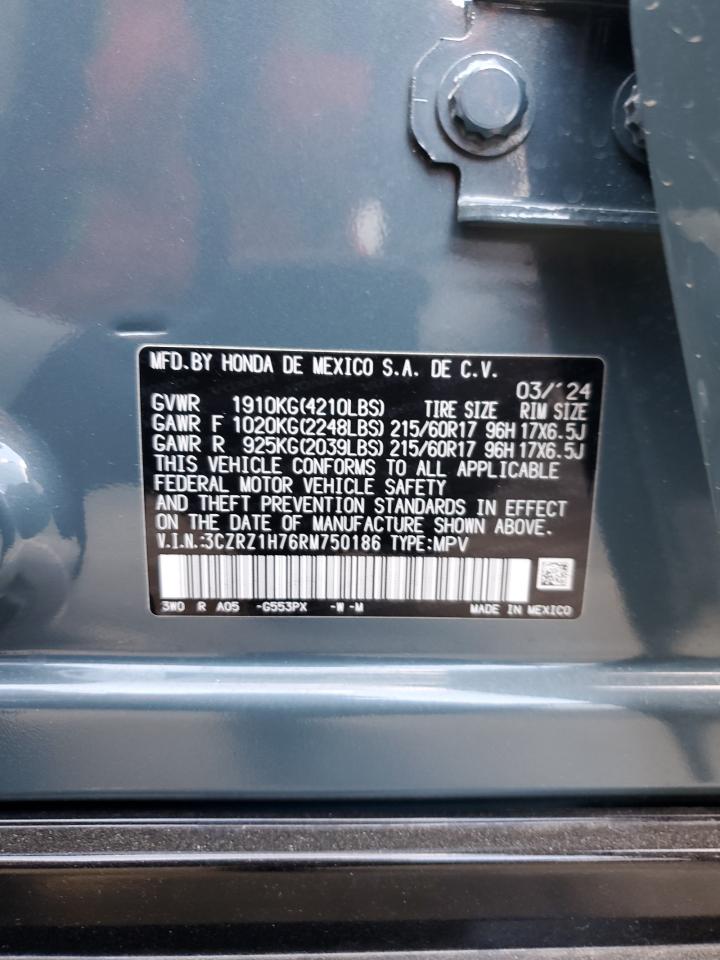 MFD.BY HONDA DE MEXICO S.A. DE C.V.
03/'24
GVWR 1910KG(4210LBS) TIRE SIZE RIM SIZE
GAWR F 1020KG(2248LBS) 215/60R17 96H 17X6.5J
GAWR R 925KG(2039LBS) 215/60R17 96H 17X6.5J
THIS VEHICLE CONFORMS TO ALL APPLICABLE
FEDERAL MOTOR VEHICLE SAFETY
AND THEFT PREVENTION STANDARDS IN EFFECT
ON THE DATE OF MANUFACTURE SHOWN ABOVE.
V.I.N.:3CZRZ1H76RM750186 TYPE:MPV
3W0 R A05 -G553PX -W-M MADE IN MEXICO